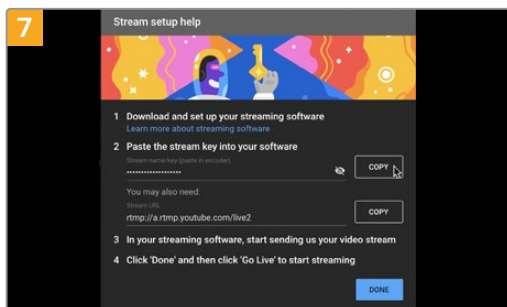 7
Stream setup help
1 Download and set up your streaming software
Learn more about streaming software
2 Paste the stream key into your software
Stream name/key (paste in encoder)
••••••••••••••••••••
COPY
You may also need:
Stream URL
rtmp://a.rtmp.youtube.com/live2
COPY
3 In your streaming software, start sending us your video stream
4 Click 'Done' and then click 'Go Live' to start streaming
DONE